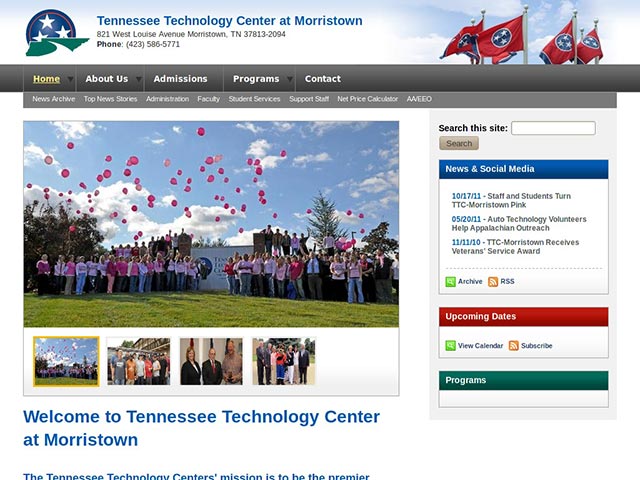 Tennessee Technology Center at Morristown
821 West Louise Avenue Morristown, TN 37813-2094
Phone: (423) 586-5771
Home About Us Admissions Programs Contact
News Archive Top News Stories Administration Faculty Student Services Support Staff Net Price Calculator AA/EEO
Search this site:
Search
News & Social Media
10/17/11 - Staff and Students Turn
TTC-Morristown Pink
05/20/11 - Auto Technology Volunteers
Help Appalachian Outreach
11/11/10 - TTC-Morristown Receives
Veterans' Service Award
Archive RSS
Upcoming Dates
View Calendar Subscribe
Programs
Welcome to Tennessee Technology Center
at Morristown
The Tennessee Technology Centers' mission is to be the premier